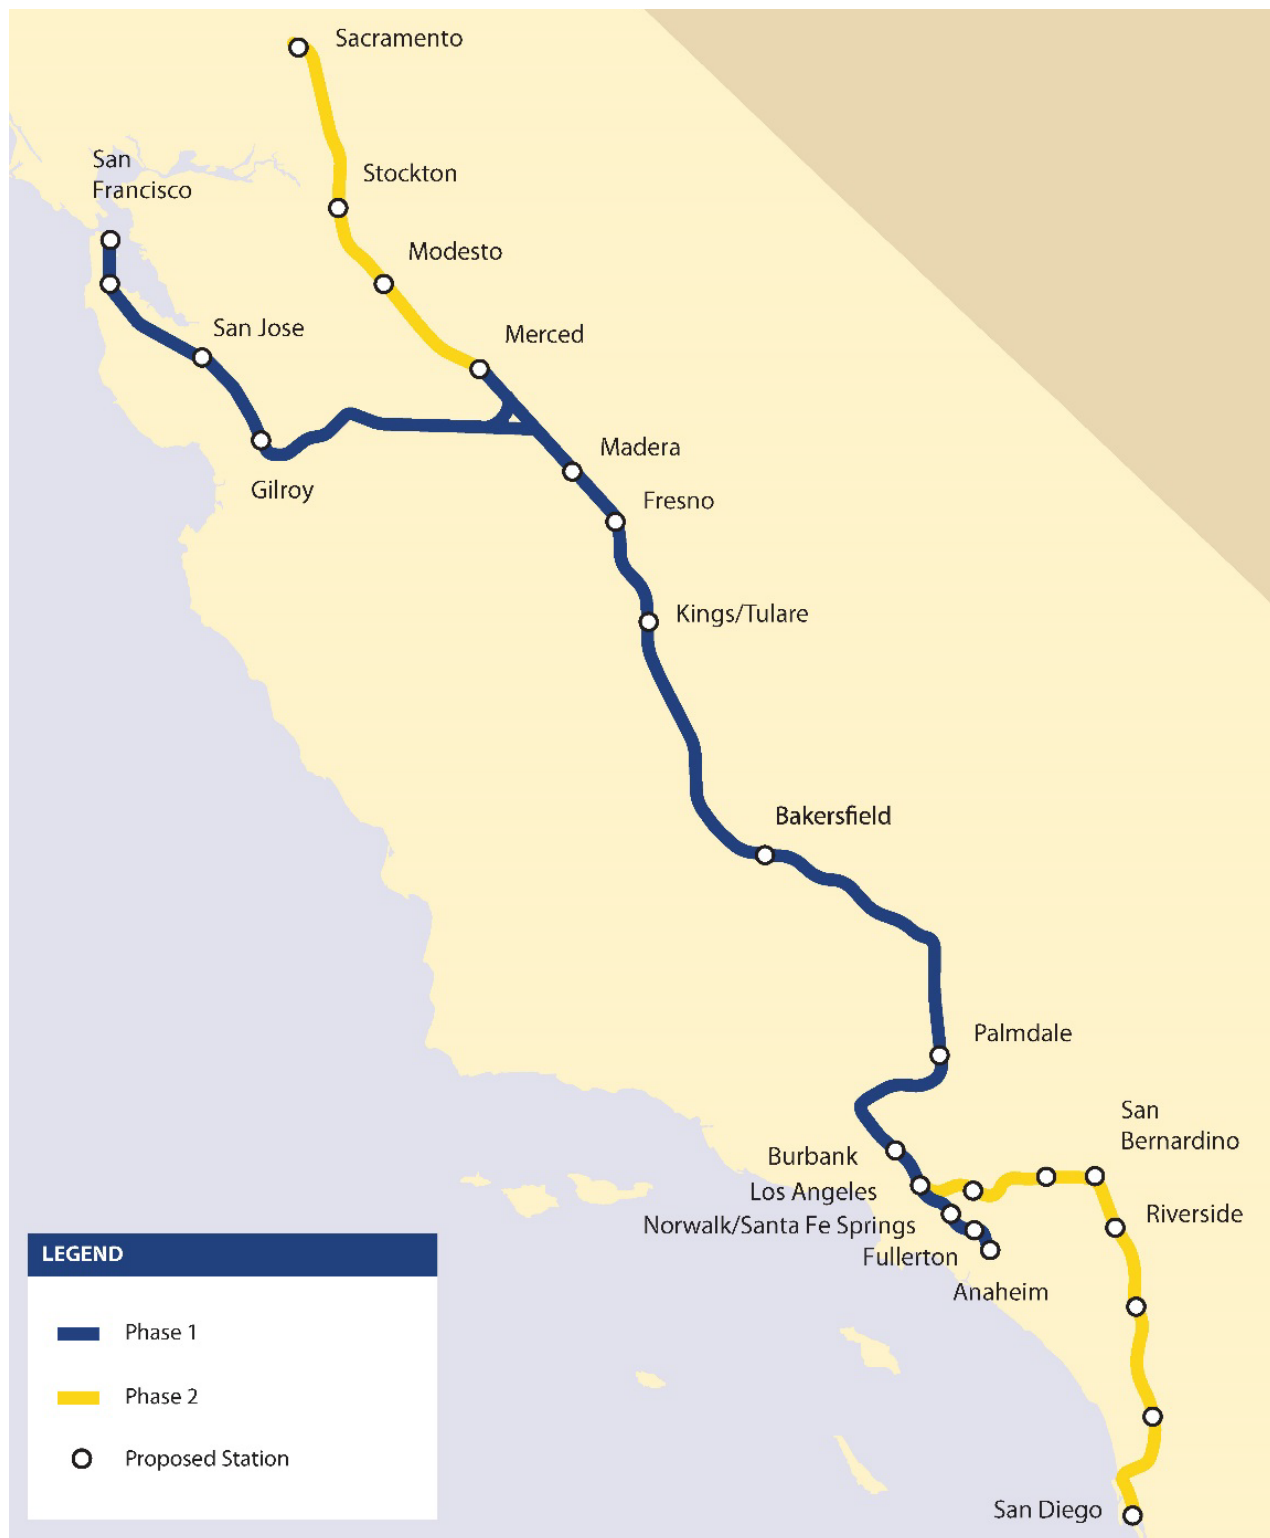 Sacramento
San
Francisco
Stockton
Modesto
San Jose
Merced
Madera
Gilroy
Fresno
Kings/Tulare
Bakersfield
Palmdale
San
Bernardino
Burbank
Los Angeles
Riverside
Norwalk/Santa Fe Springs
Fullerton
Anaheim
San Diego
LEGEND
Phase 1
Phase 2
Proposed Station